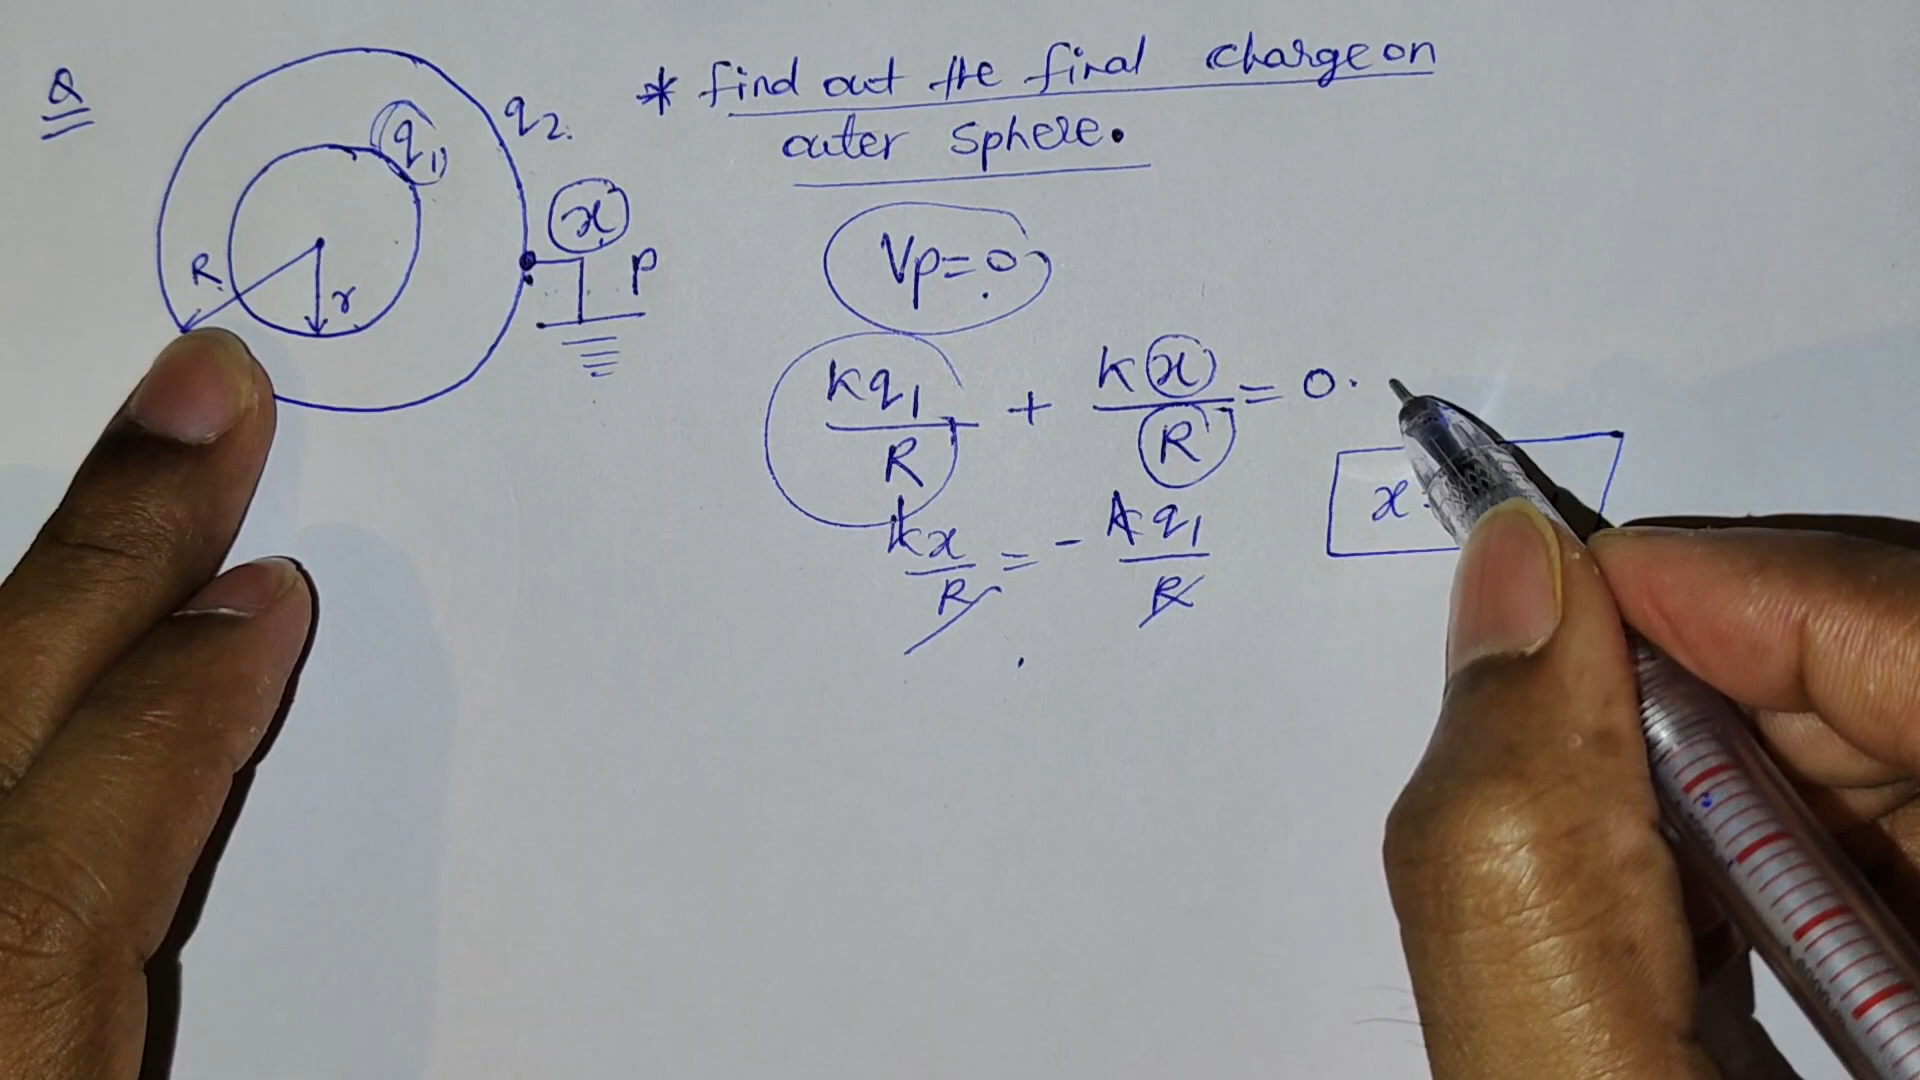 Q
q₁
q₂.
R
r
x
P
* find out the final charge on
outer sphere.
Vp=0
kq₁/R + kx/R = 0.
kx/R = - kq₁/R
x